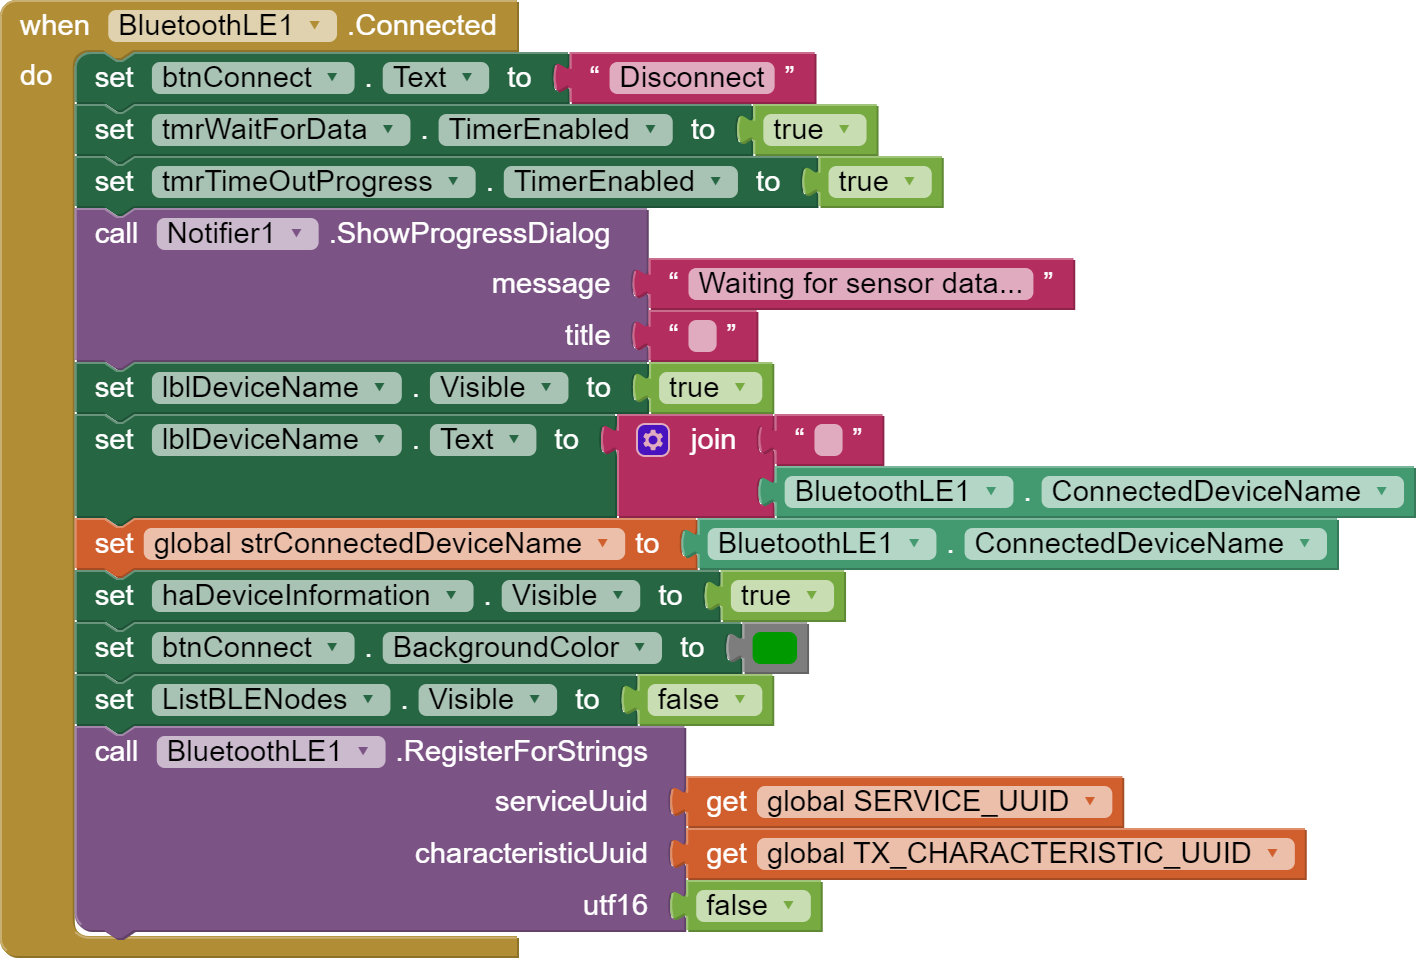 when BluetoothLE1 .Connected
do set btnConnect . Text to “ Disconnect ”
set tmrWaitForData . TimerEnabled to true
set tmrTimeOutProgress . TimerEnabled to true
call Notifier1 .ShowProgressDialog
message “ Waiting for sensor data... ”
title “ ”
set lblDeviceName . Visible to true
set lblDeviceName . Text to join “ ”
BluetoothLE1 . ConnectedDeviceName
set global strConnectedDeviceName to BluetoothLE1 . ConnectedDeviceName
set haDeviceInformation . Visible to true
set btnConnect . BackgroundColor to
set ListBLENodes . Visible to false
call BluetoothLE1 .RegisterForStrings
serviceUuid get global SERVICE_UUID
characteristicUuid get global TX_CHARACTERISTIC_UUID
utf16 false